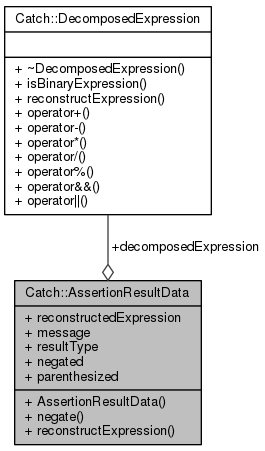 Catch::DecomposedExpression
+ ~DecomposedExpression()
+ isBinaryExpression()
+ reconstructExpression()
+ operator+()
+ operator-()
+ operator*()
+ operator/()
+ operator%()
+ operator&&()
+ operator||()
+decomposedExpression
Catch::AssertionResultData
+ reconstructedExpression
+ message
+ resultType
+ negated
+ parenthesized
+ AssertionResultData()
+ negate()
+ reconstructExpression()